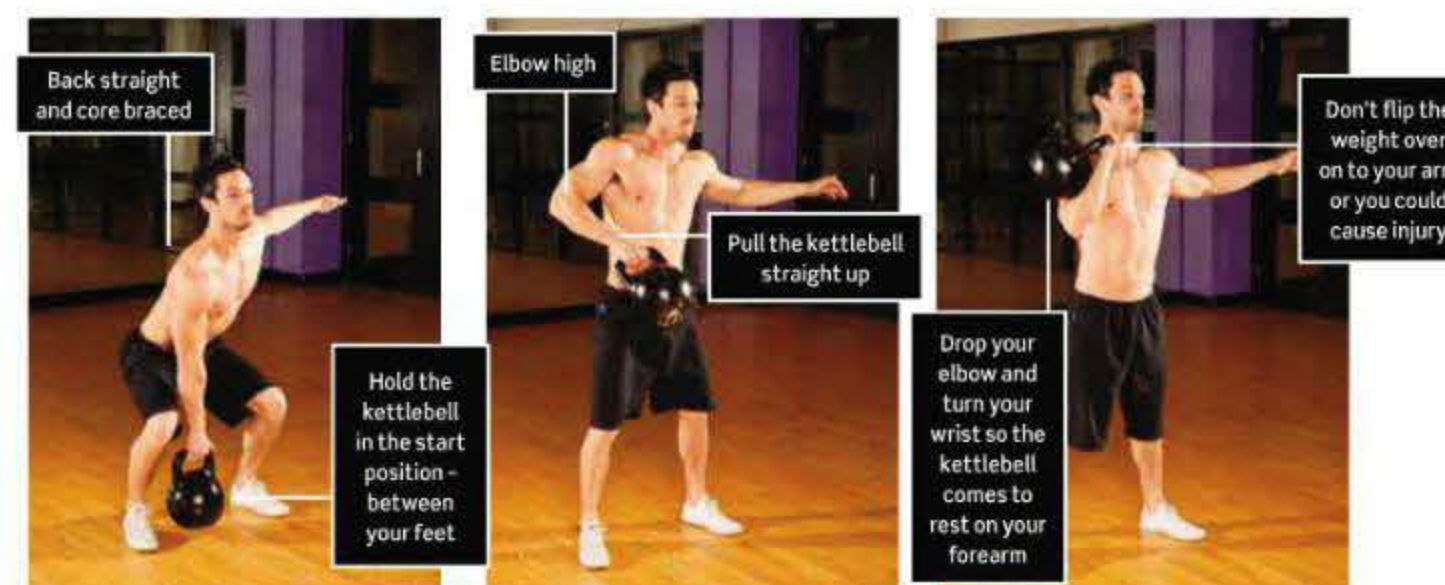 Back straight
and core braced
Hold the
kettlebell
in the start
position –
between
your feet
Elbow high
Pull the kettlebell
straight up
Drop your
elbow and
turn your
wrist so the
kettlebell
comes to
rest on your
forearm
Don't flip the
weight over
on to your
or you could
cause injury